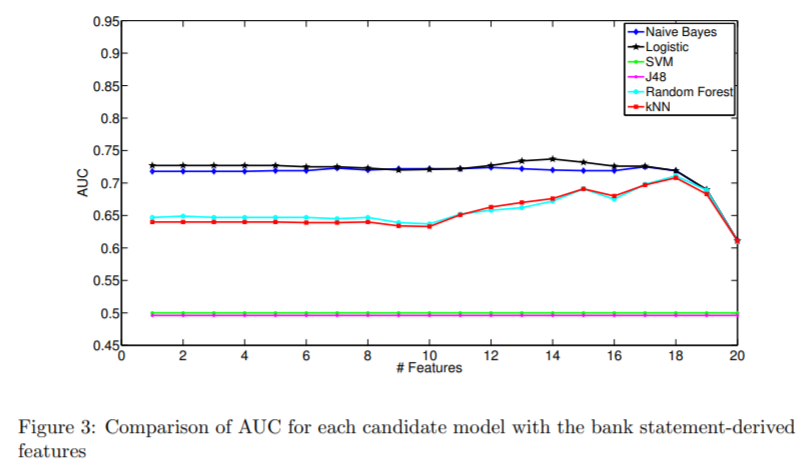 0.95
0.9
0.85
0.8
0.75
0.7
0.65
0.6
0.55
0.5
0.45
AUC
0 2 4 6 8 10 12 14 16 18 20
# Features
Naive Bayes
Logistic
SVM
J48
Random Forest
kNN
Figure 3: Comparison of AUC for each candidate model with the bank statement-derived
features